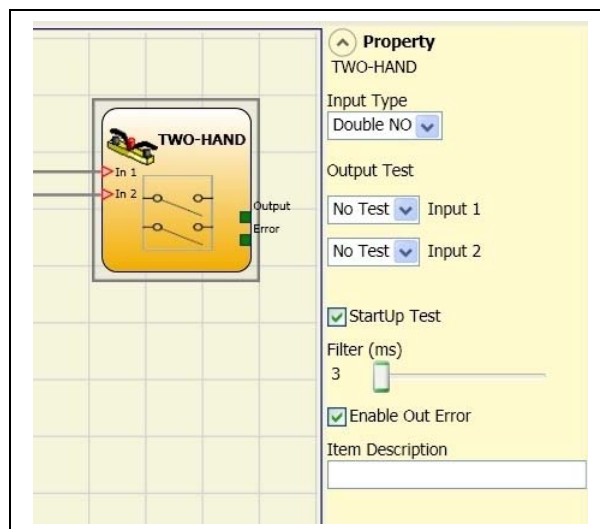 TWO-HAND
In 1
In 2
Output
Error
Property
TWO-HAND
Input Type
Double NO
Output Test
No Test Input 1
No Test Input 2
StartUp Test
Filter (ms)
3
Enable Out Error
Item Description